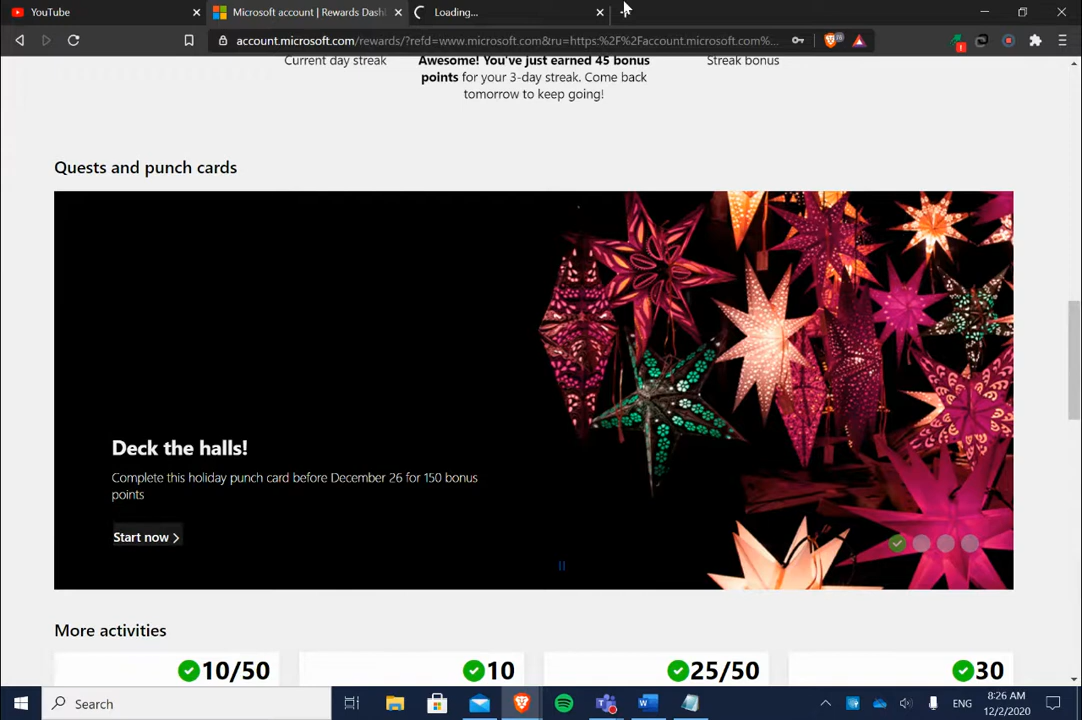 YouTube
Microsoft account | Rewards Dash
Loading...
account.microsoft.com/rewards/?refd=www.microsoft.com&ru=https:%2F%2Faccount.microsoft.com%...
Current day streak
Awesome! You've just earned 45 bonus
points for your 3-day streak. Come back
tomorrow to keep going!
Streak bonus
Quests and punch cards
Deck the halls!
Complete this holiday punch card before December 26 for 150 bonus
points
Start now >
More activities
10/50
10
25/50
30
Search
ENG
8:26 AM
12/2/2020